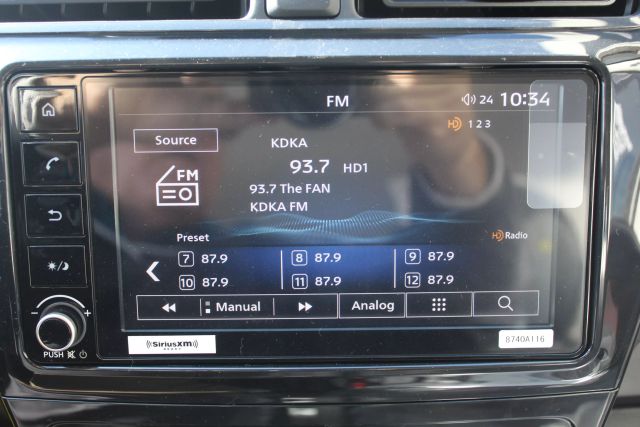 FM
24 10:34
Source
KDKA
HD 1 2 3
FM
93.7 HD1
93.7 The FAN
KDKA FM
Preset
HD Radio
7 87.9 8 87.9 9 87.9
10 87.9 11 87.9 12 87.9
Manual Analog
- +
PUSH
SiriusXM
8740A116